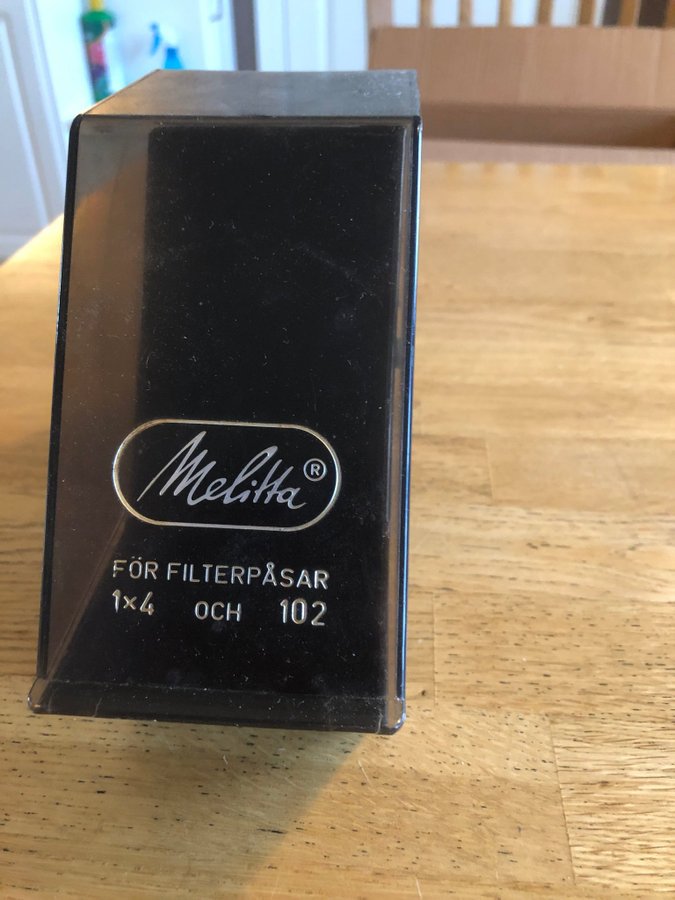 Melitta®
FÖR FILTERPÅSAR
1×4 OCH 102